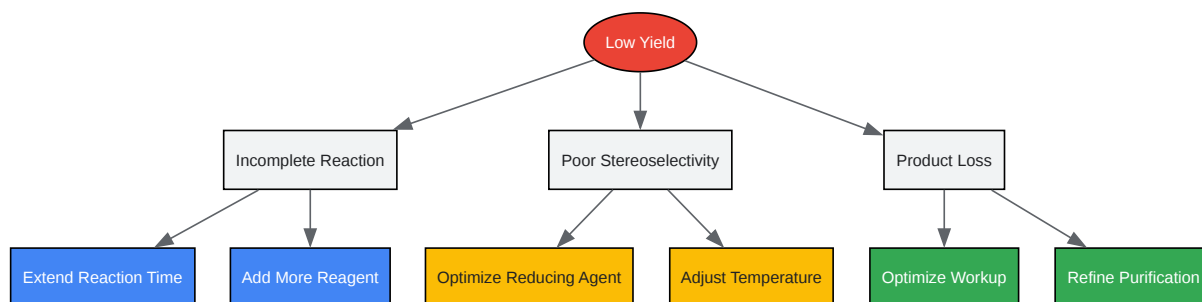 Low Yield
Incomplete Reaction
Poor Stereoselectivity
Product Loss
Extend Reaction Time
Add More Reagent
Optimize Reducing Agent
Adjust Temperature
Optimize Workup
Refine Purification